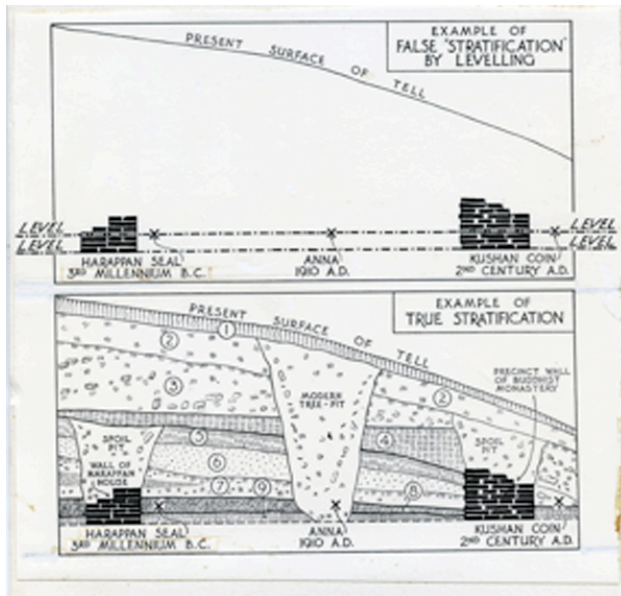 EXAMPLE OF
FALSE "STRATIFICATION"
BY LEVELLING
PRESENT SURFACE OF TELL
LEVEL
LEVEL
LEVEL
LEVEL
HARAPPAN SEAL
3RD MILLENNIUM B.C.
ANNA
1910 A.D.
KUSHAN COIN
2ND CENTURY A.D.
EXAMPLE OF
TRUE STRATIFICATION
PRESENT SURFACE OF TELL
1
2
3
MODERN
TREE-PIT
PRECINCT WALL
OF BUDDHIST
MONASTERY
2
4
SPOIL
PIT
SPOIL
PIT
WALL OF
HARAPPAN
HOUSE
5
6
7
9
8
HARAPPAN SEAL
3RD MILLENNIUM B.C.
ANNA
1910 A.D.
KUSHAN COIN
2ND CENTURY A.D.